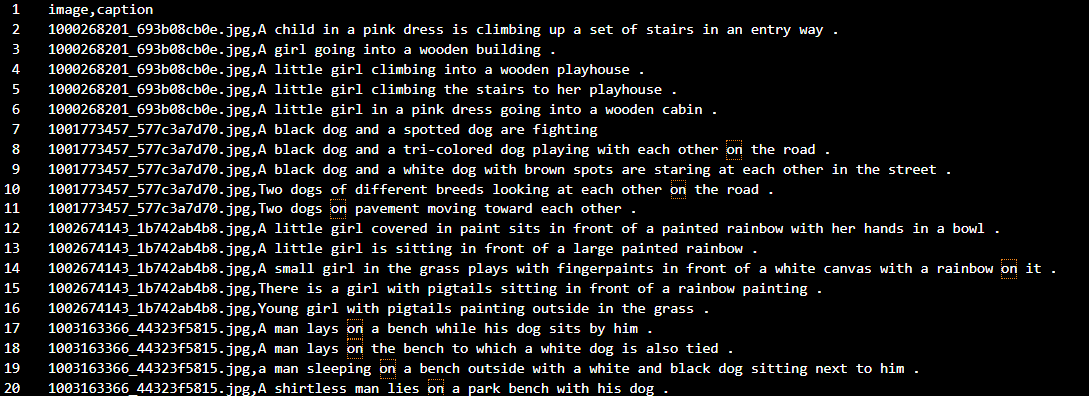 1 image,caption
2 1000268201_693b08cb0e.jpg,A child in a pink dress is climbing up a set of stairs in an entry way .
3 1000268201_693b08cb0e.jpg,A girl going into a wooden building .
4 1000268201_693b08cb0e.jpg,A little girl climbing into a wooden playhouse .
5 1000268201_693b08cb0e.jpg,A little girl climbing the stairs to her playhouse .
6 1000268201_693b08cb0e.jpg,A little girl in a pink dress going into a wooden cabin .
7 1001773457_577c3a7d70.jpg,A black dog and a spotted dog are fighting
8 1001773457_577c3a7d70.jpg,A black dog and a tri-colored dog playing with each other on the road .
9 1001773457_577c3a7d70.jpg,A black dog and a white dog with brown spots are staring at each other in the street .
10 1001773457_577c3a7d70.jpg,Two dogs of different breeds looking at each other on the road .
11 1001773457_577c3a7d70.jpg,Two dogs on pavement moving toward each other .
12 1002674143_1b742ab4b8.jpg,A little girl covered in paint sits in front of a painted rainbow with her hands in a bowl .
13 1002674143_1b742ab4b8.jpg,A little girl is sitting in front of a large painted rainbow .
14 1002674143_1b742ab4b8.jpg,A small girl in the grass plays with fingerpaints in front of a white canvas with a rainbow on it .
15 1002674143_1b742ab4b8.jpg,There is a girl with pigtails sitting in front of a rainbow painting .
16 1002674143_1b742ab4b8.jpg,Young girl with pigtails painting outside in the grass .
17 1003163366_44323f5815.jpg,A man lays on a bench while his dog sits by him .
18 1003163366_44323f5815.jpg,A man lays on the bench to which a white dog is also tied .
19 1003163366_44323f5815.jpg,a man sleeping on a bench outside with a white and black dog sitting next to him .
20 1003163366_44323f5815.jpg,A shirtless man lies on a park bench with his dog .